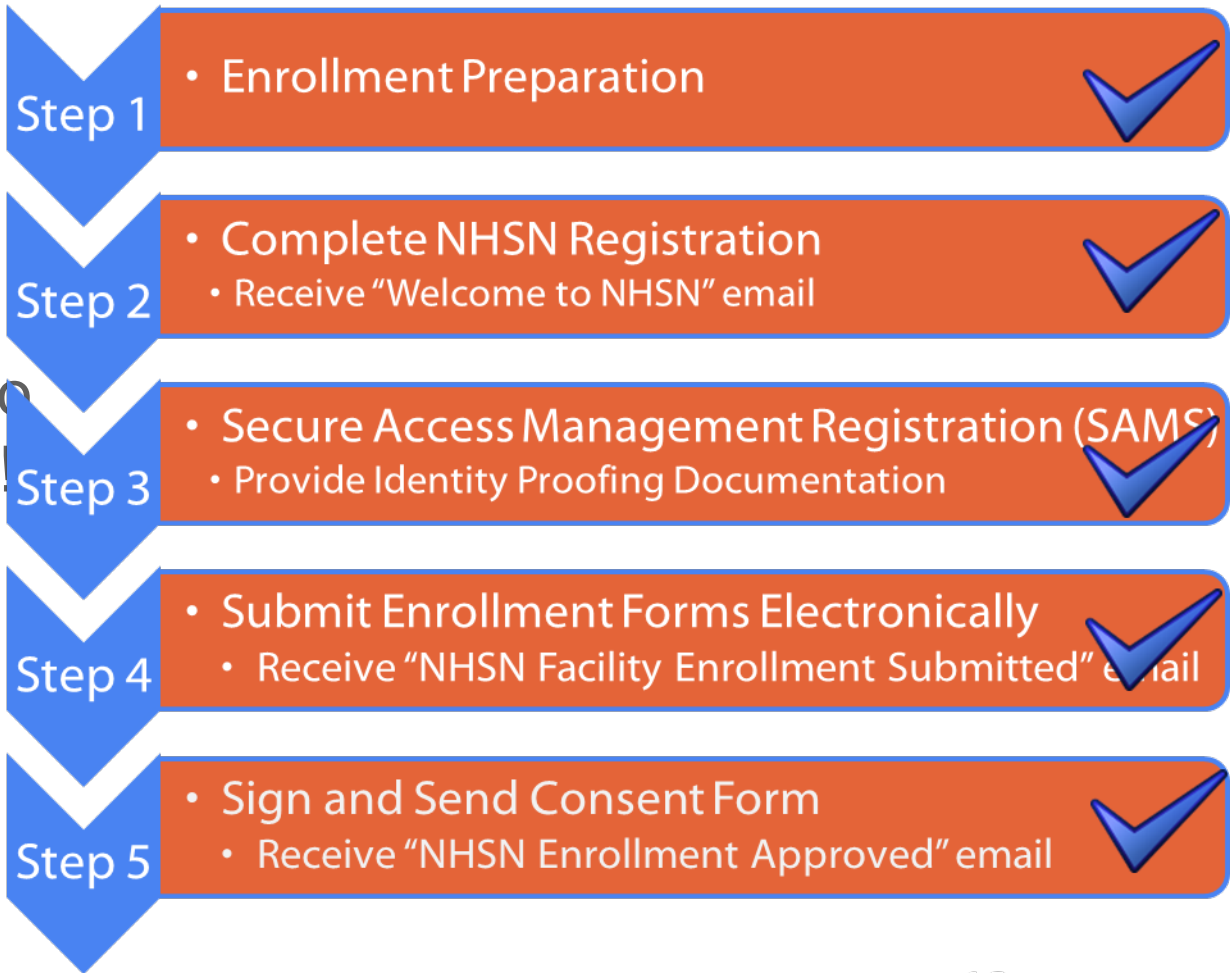 Step 1
• Enrollment Preparation
Step 2
• Complete NHSN Registration
• Receive “Welcome to NHSN” email
Step 3
• Secure Access Management Registration (SAMS)
• Provide Identity Proofing Documentation
Step 4
• Submit Enrollment Forms Electronically
• Receive “NHSN Facility Enrollment Submitted” email
Step 5
• Sign and Send Consent Form
• Receive “NHSN Enrollment Approved” email